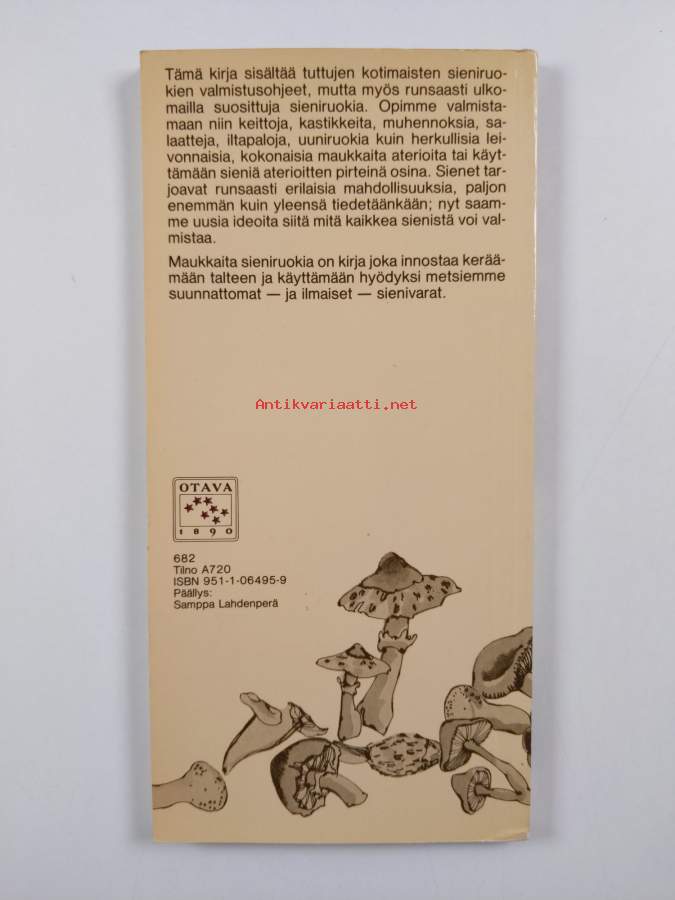 Tämä kirja sisältää tuttujen kotimaisten sieniruo-
kien valmistusohjeet, mutta myös runsaasti ulko-
mailla suosittuja sieniruokia. Opimme valmista-
maan niin keittoja, kastikkeita, muhennoksia, sa-
laatteja, iltapaloja, uuniruokia kuin herkullisia lei-
vonnaisia, kokonaisia maukkaita aterioita tai käyt-
tämään sieniä aterioitten pirteinä osina. Sienet tar-
joavat runsaasti erilaisia mahdollisuuksia, paljon
enemmän kuin yleensä tiedetäänkään; nyt saam-
me uusia ideoita siitä mitä kaikkea sienistä voi val-
mistaa.
Maukkaita sieniruokia on kirja joka innostaa kerää-
mään talteen ja käyttämään hyödyksi metsiemme
suunnattomat — ja ilmaiset — sienivarat.
Antikvariaatti.net
OTAVA
1890
682
Tilno A720
ISBN 951-1-06495-9
Päällys:
Samppa Lahdenperä